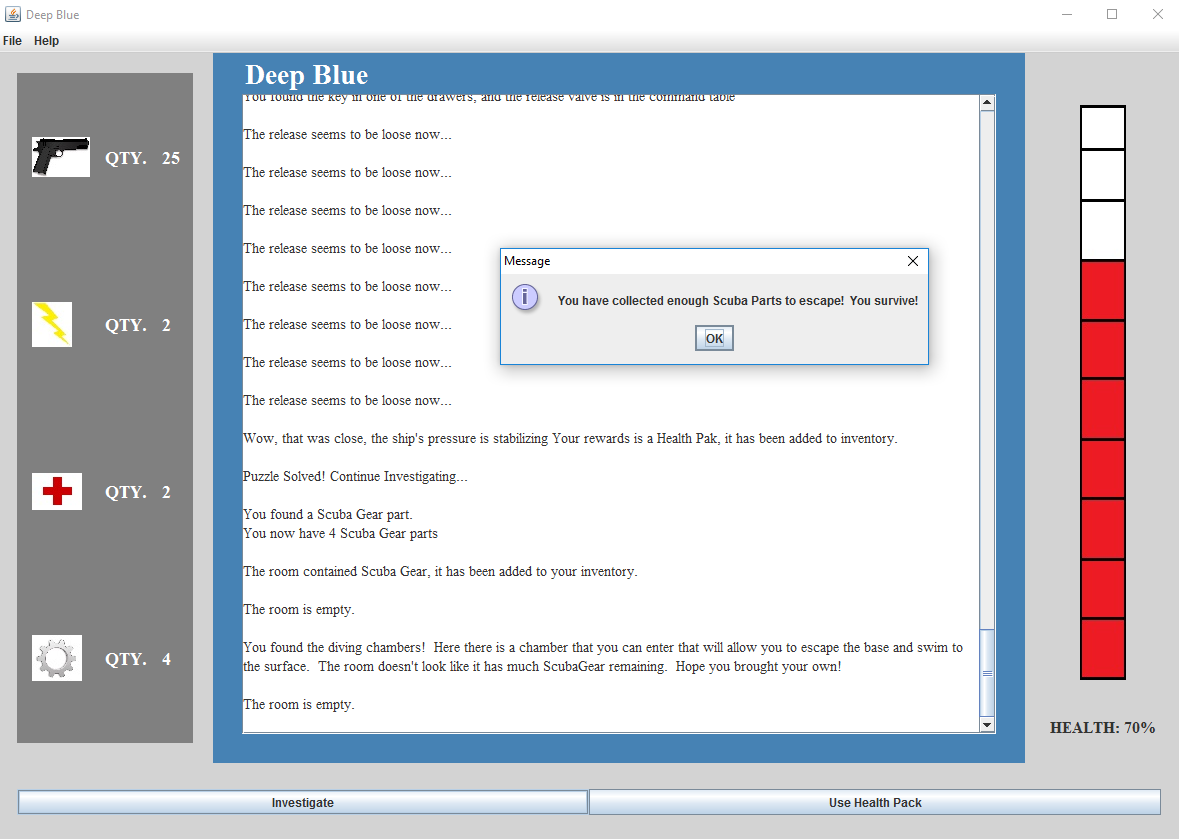 Deep Blue
File Help
Deep Blue
QTY. 25
QTY. 2
QTY. 2
QTY. 4
You found the key in one of the drawers, and the release valve is in the command table
The release seems to be loose now...
The release seems to be loose now...
The release seems to be loose now...
The release seems to be loose now...
The release seems to be loose now...
The release seems to be loose now...
The release seems to be loose now...
The release seems to be loose now...
Wow, that was close, the ship's pressure is stabilizing Your rewards is a Health Pak, it has been added to inventory.
Puzzle Solved! Continue Investigating...
You found a Scuba Gear part.
You now have 4 Scuba Gear parts
The room contained Scuba Gear, it has been added to your inventory.
The room is empty.
You found the diving chambers!  Here there is a chamber that you can enter that will allow you to escape the base and swim to
the surface.  The room doesn't look like it has much ScubaGear remaining.  Hope you brought your own!
The room is empty.
Message
i
You have collected enough Scuba Parts to escape!  You survive!
OK
HEALTH: 70%
Investigate
Use Health Pack